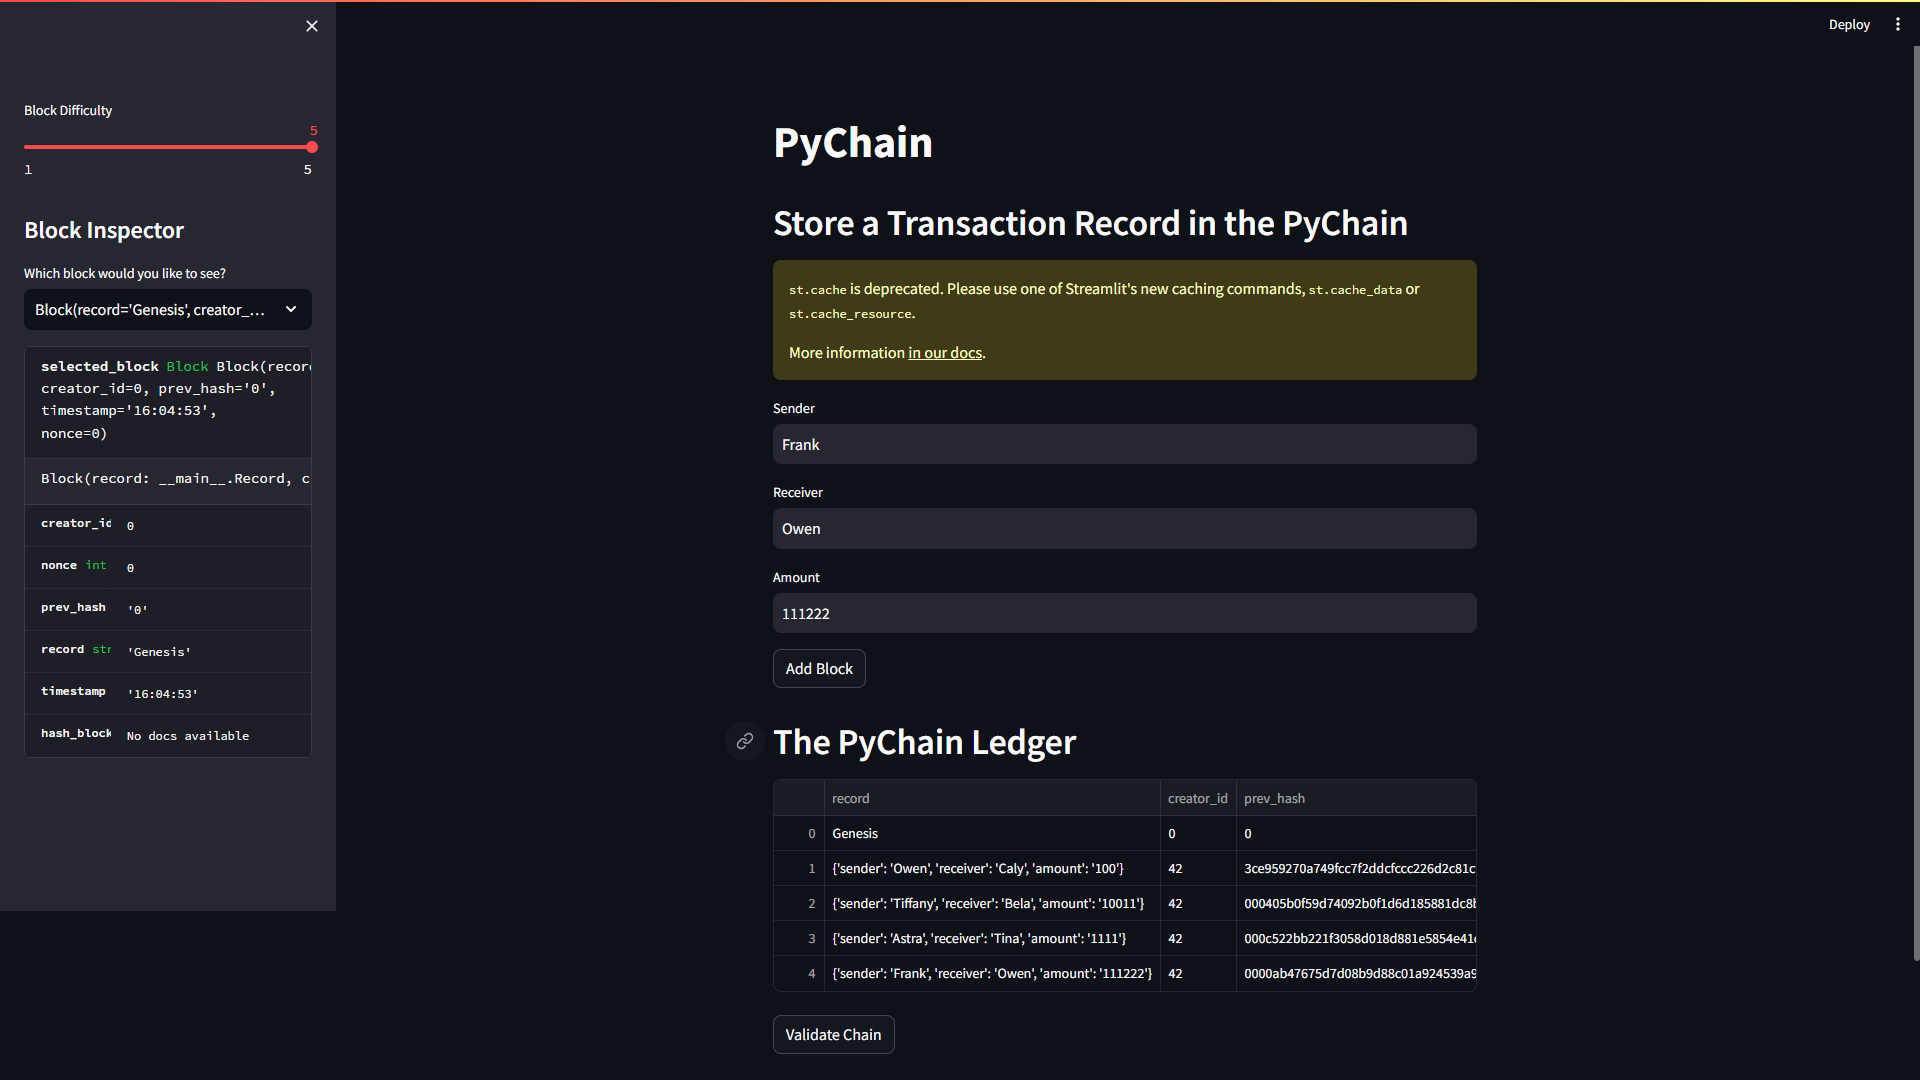 Deploy
Block Difficulty
5
1 5
Block Inspector
Which block would you like to see?
Block(record='Genesis', creator_...
selected_block Block Block(recor
creator_id=0, prev_hash='0',
timestamp='16:04:53',
nonce=0)
Block(record: __main__.Record, c
creator_id 0
nonce int 0
prev_hash '0'
record str 'Genesis'
timestamp '16:04:53'
hash_block No docs available
PyChain
Store a Transaction Record in the PyChain
st.cache is deprecated. Please use one of Streamlit's new caching commands, st.cache_data or
st.cache_resource.
More information in our docs.
Sender
Frank
Receiver
Owen
Amount
111222
Add Block
The PyChain Ledger
record creator_id prev_hash
0 Genesis 0 0
1 {'sender': 'Owen', 'receiver': 'Caly', 'amount': '100'} 42 3ce959270a749fcc7f2ddcfccc226d2c81c
2 {'sender': 'Tiffany', 'receiver': 'Bela', 'amount': '10011'} 42 000405b0f59d74092b0f1d6d185881dc8b
3 {'sender': 'Astra', 'receiver': 'Tina', 'amount': '1111'} 42 000c522bb221f3058d018d881e5854e41
4 {'sender': 'Frank', 'receiver': 'Owen', 'amount': '111222'} 42 0000ab47675d7d08b9d88c01a924539a9
Validate Chain